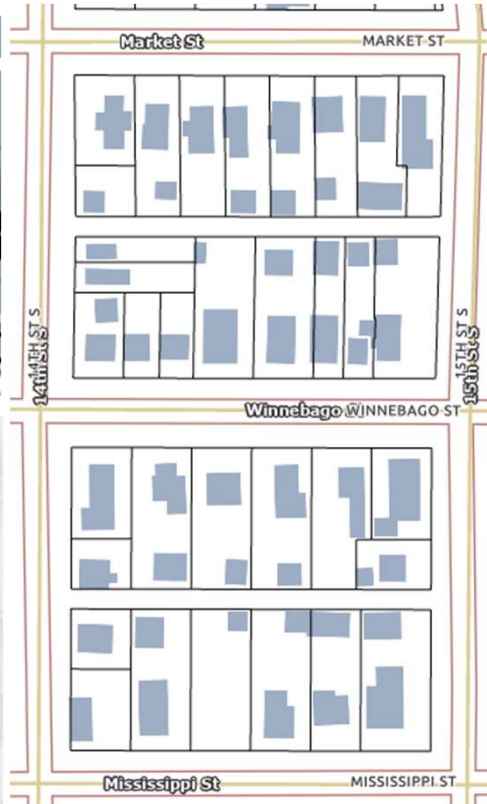 Market St MARKET ST
14TH ST S
14th St S
15TH ST S
15th St S
Winnebago WINNEBAGO ST
Mississippi St MISSISSIPPI ST